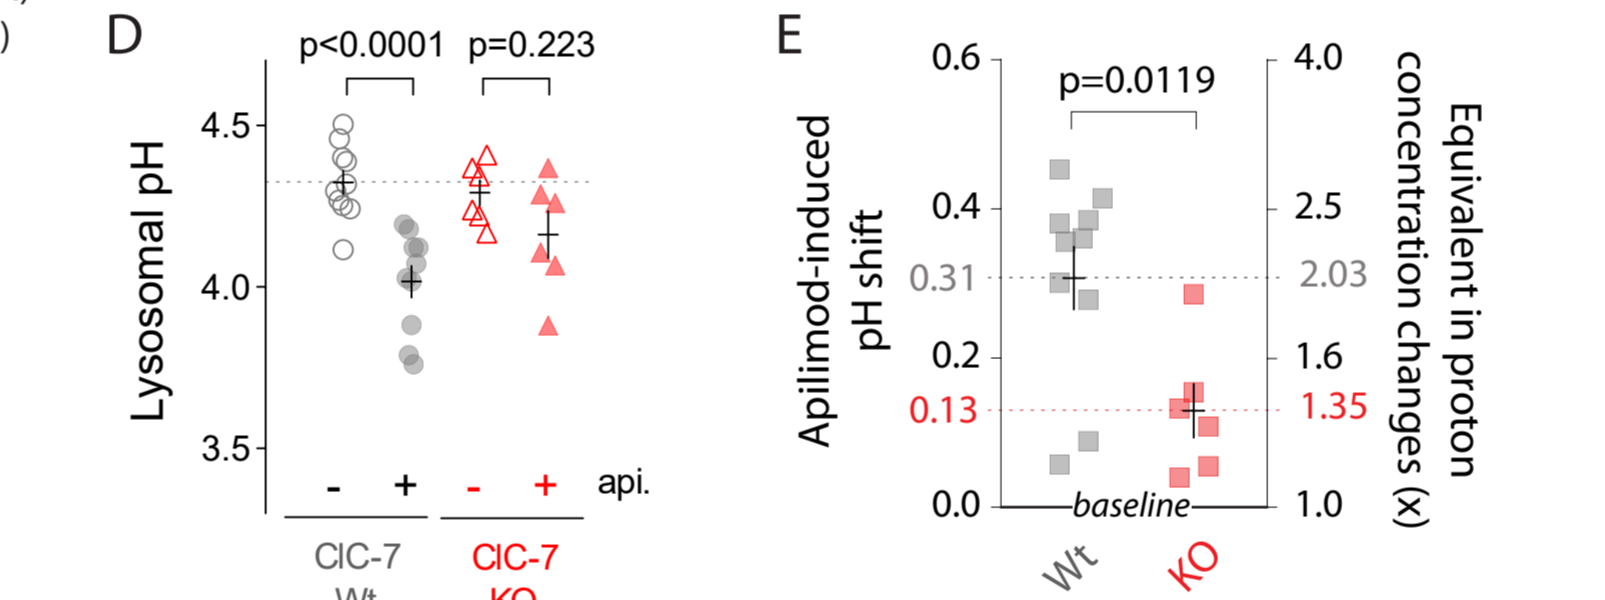 )
D
p<0.0001 p=0.223
Lysosomal pH
4.5
4.0
3.5
- + - + api.
ClC-7
Wt
ClC-7
KO
E
p=0.0119
Apilimod-induced
pH shift
0.6
0.4
0.31
0.2
0.13
0.0
baseline
4.0
2.5
2.03
1.6
1.35
1.0
Equivalent in proton
concentration changes (x)
Wt
KO